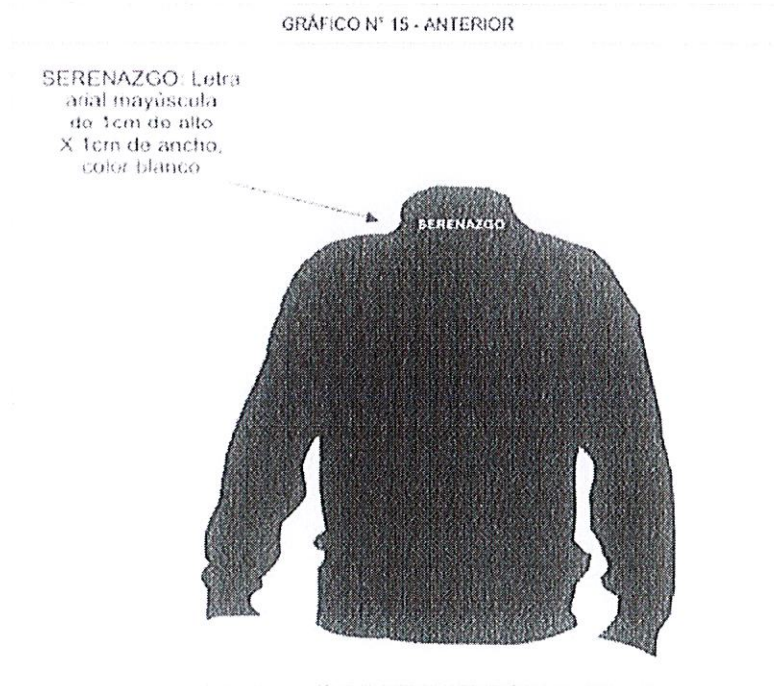 GRÁFICO N° 15 - ANTERIOR
SERENAZGO: Letra
arial mayúscula
de 1cm de alto
X 1cm de ancho,
color blanco
SERENAZGO